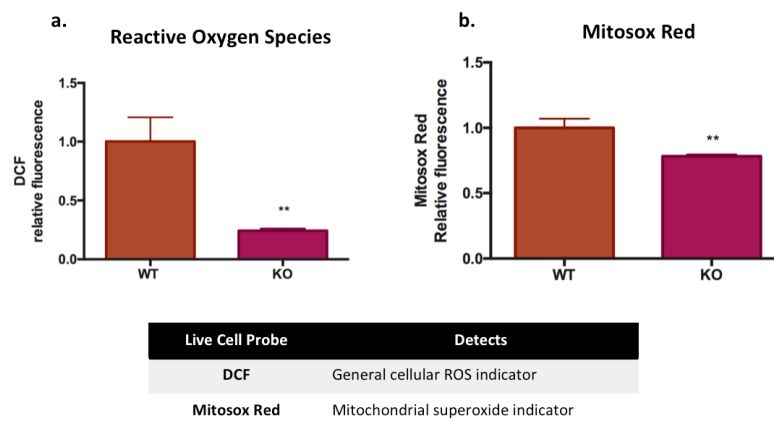 a.
Reactive Oxygen Species
DCF
relative fluorescence
1.5
1.0
0.5
0.0
**
WT
KO
b.
Mitosox Red
Mitosox Red
Relative fluorescence
1.5
1.0
0.5
0.0
**
WT
KO
Live Cell Probe Detects
DCF General cellular ROS indicator
Mitosox Red Mitochondrial superoxide indicator